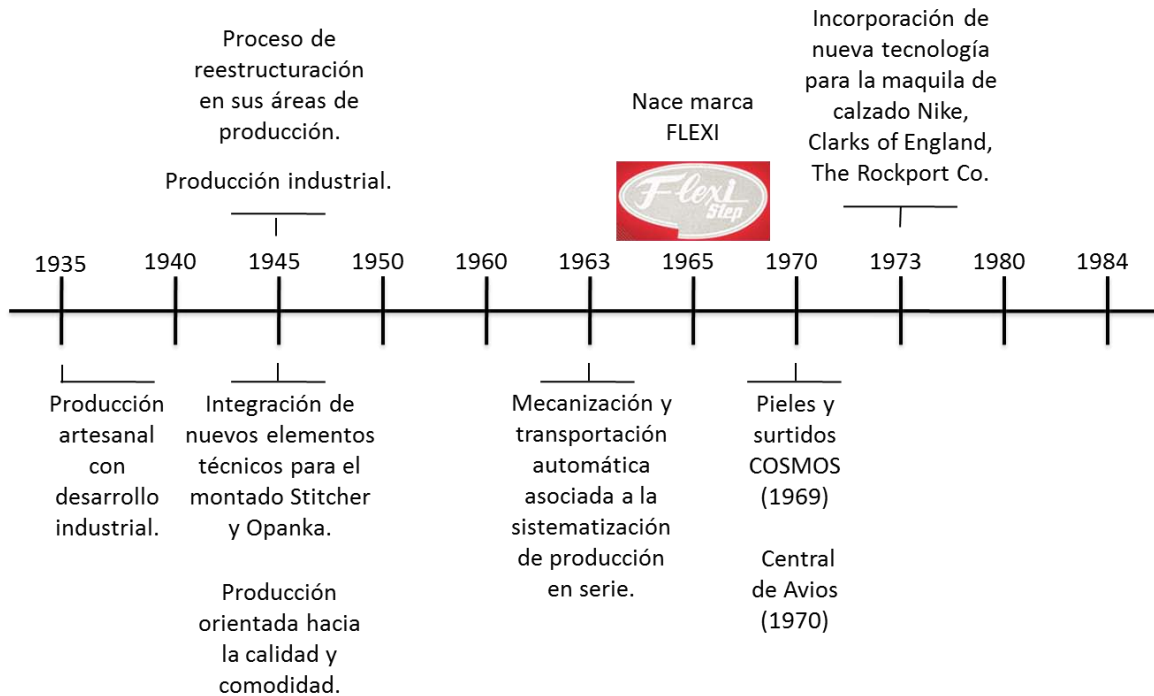 Proceso de
reestructuración
en sus áreas de
producción.
Producción industrial.
Nace marca
FLEXI
Flexi
Step
Incorporación de
nueva tecnología
para la maquila de
calzado Nike,
Clarks of England,
The Rockport Co.
1935 1940 1945 1950 1960 1963 1965 1970 1973 1980 1984
Producción
artesanal
con
desarrollo
industrial.
Integración de
nuevos elementos
técnicos para el
montado Stitcher
y Opanka.
Producción
orientada hacia
la calidad y
comodidad.
Mecanización y
transportación
automática
asociada a la
sistematización
de producción
en serie.
Pieles y
surtidos
COSMOS
(1969)
Central
de Avios
(1970)